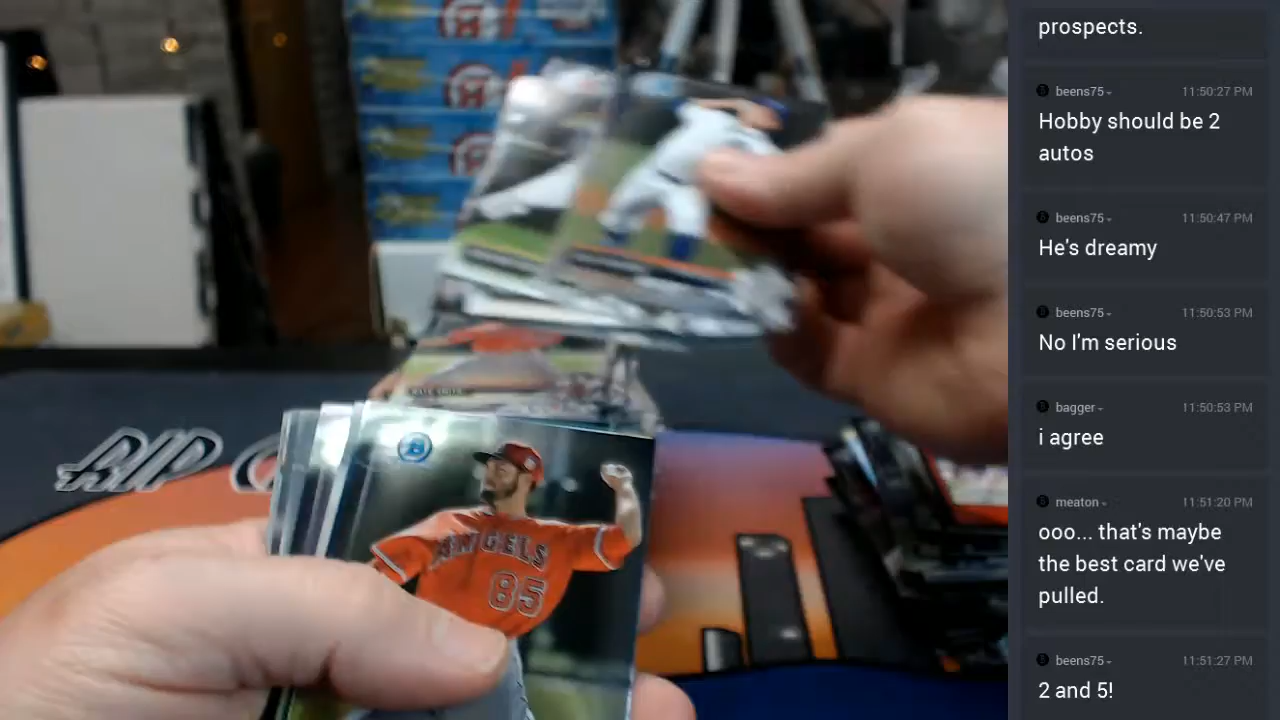 prospects.
beens75
11:50:27 PM
Hobby should be 2
autos
beens75
11:50:47 PM
He's dreamy
beens75
11:50:53 PM
No I'm serious
bagger
11:50:53 PM
i agree
meaton
11:51:20 PM
ooo... that's maybe
the best card we've
pulled.
beens75
11:51:27 PM
2 and 5!
RIP
B
ANGELS
85